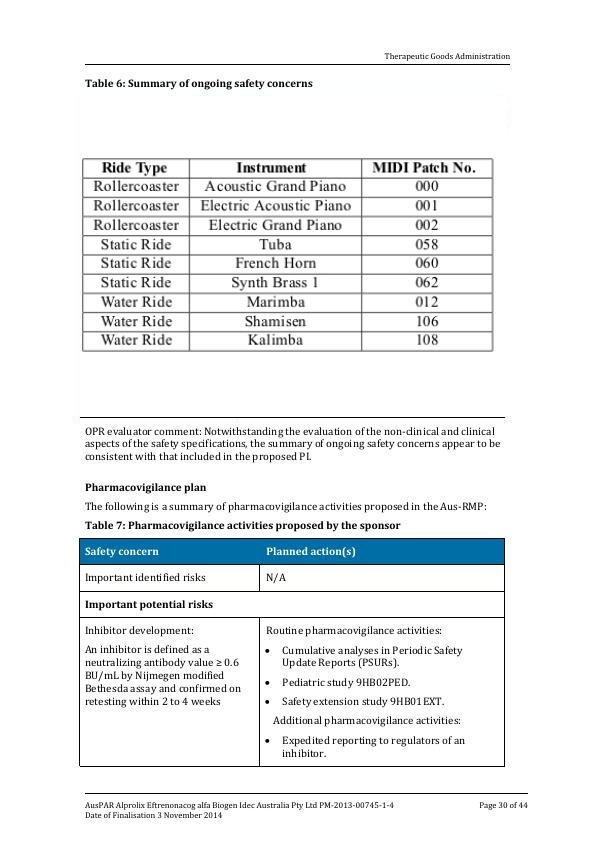 Therapeutic Goods Administration
Table 6: Summary of ongoing safety concerns
Ride Type Instrument MIDI Patch No.
Rollercoaster Acoustic Grand Piano 000
Rollercoaster Electric Acoustic Piano 001
Rollercoaster Electric Grand Piano 002
Static Ride Tuba 058
Static Ride French Horn 060
Static Ride Synth Brass 1 062
Water Ride Marimba 012
Water Ride Shamisen 106
Water Ride Kalimba 108
OPR evaluator comment: Notwithstanding the evaluation of the non-clinical and clinical
aspects of the safety specifications, the summary of ongoing safety concerns appear to be
consistent with that included in the proposed PI.
Pharmacovigilance plan
The following is a summary of pharmacovigilance activities proposed in the Aus-RMP:
Table 7: Pharmacovigilance activities proposed by the sponsor
Safety concern Planned action(s)
Important identified risks N/A
Important potential risks
Inhibitor development:
An inhibitor is defined as a
neutralizing antibody value ≥ 0.6
BU/mL by Nijmegen modified
Bethesda assay and confirmed on
retesting within 2 to 4 weeks
Routine pharmacovigilance activities:
• Cumulative analyses in Periodic Safety
Update Reports (PSURs).
• Pediatric study 9HB02PED.
• Safety extension study 9HB01EXT.
Additional pharmacovigilance activities:
• Expedited reporting to regulators of an
inhibitor.
AusPAR Alprolix Eftrenonacog alfa Biogen Idec Australia Pty Ltd PM-2013-00745-1-4 Page 30 of 44
Date of Finalisation 3 November 2014